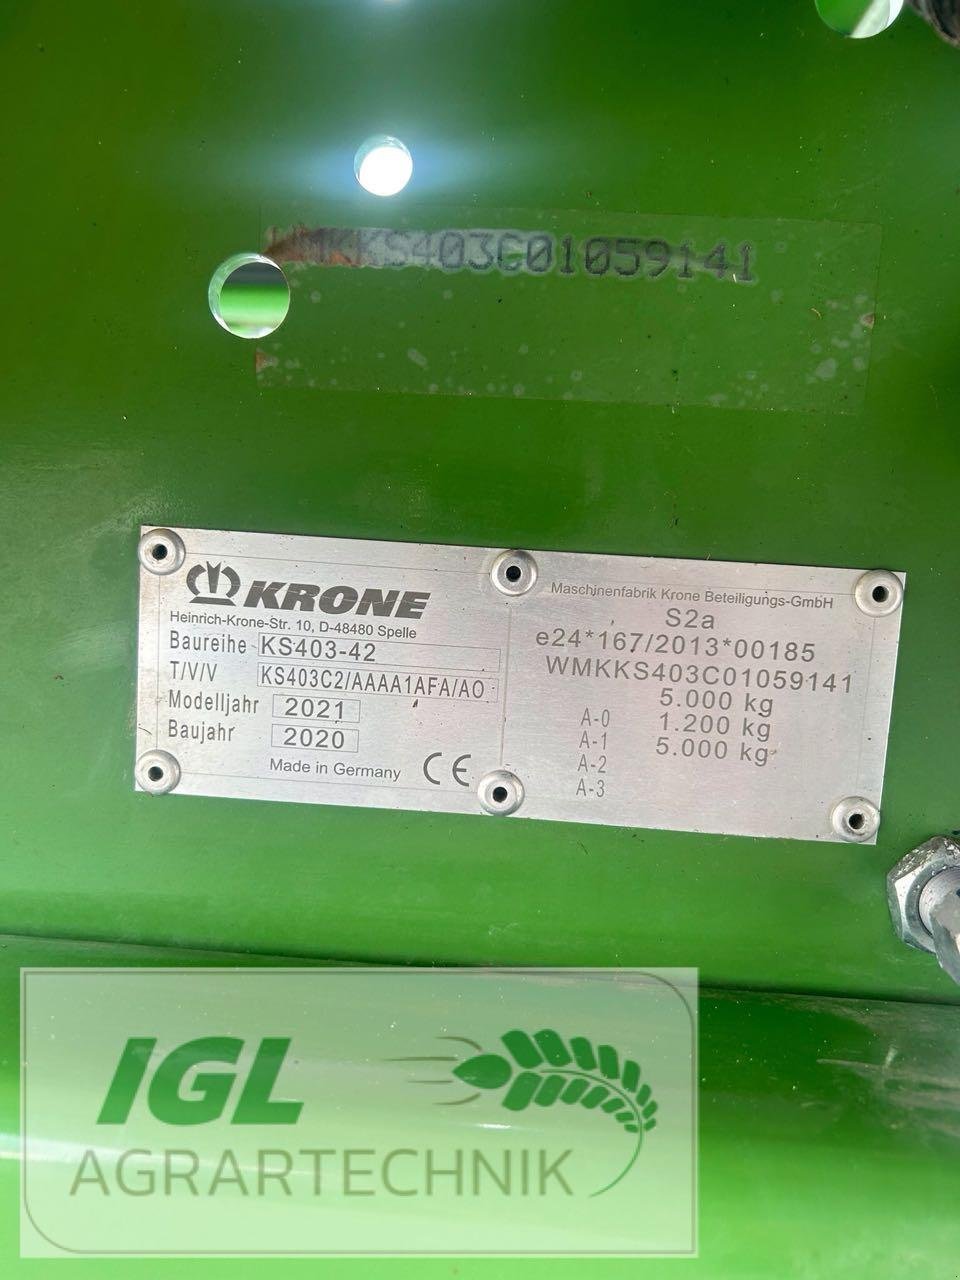 WMKKS403C01059141
KRONE
Heinrich-Krone-Str. 10, D-48480 Spelle
Baureihe KS403-42
T/V/V KS403C2/AAAA1AFA/AO
Modelljahr 2021
Baujahr 2020
Made in Germany CE
Maschinenfabrik Krone Beteiligungs-GmbH
S2a
e24*167/2013*00185
WMKKS403C01059141
5.000 kg
A-0 1.200 kg
A-1 5.000 kg
A-2
A-3
IGL
AGRARTECHNIK